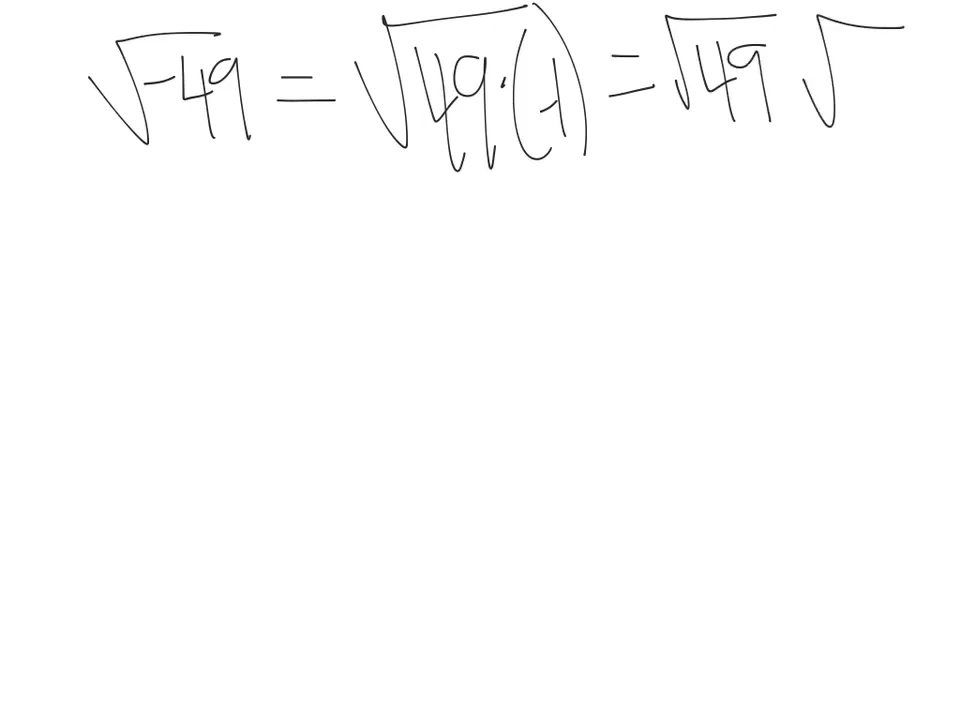 √-49 = √49·(-1) = √49 √